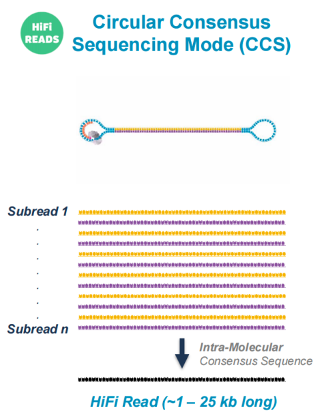 HiFi
READS
Circular Consensus
Sequencing Mode (CCS)
Subread 1
.
.
.
.
.
.
.
Subread n
Intra-Molecular
Consensus Sequence
HiFi Read (~1 – 25 kb long)